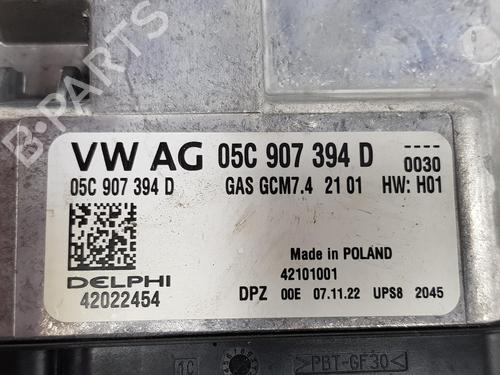 B-PARTS
VW AG 05C 907 394 D
0030
05C 907 394 D GAS GCM7.4 21 01 HW: H01
Made in POLAND
DELPHI 42101001
42022454 DPZ 00E 07.11.22 UPS8 2045
1C >PBT-GF30<